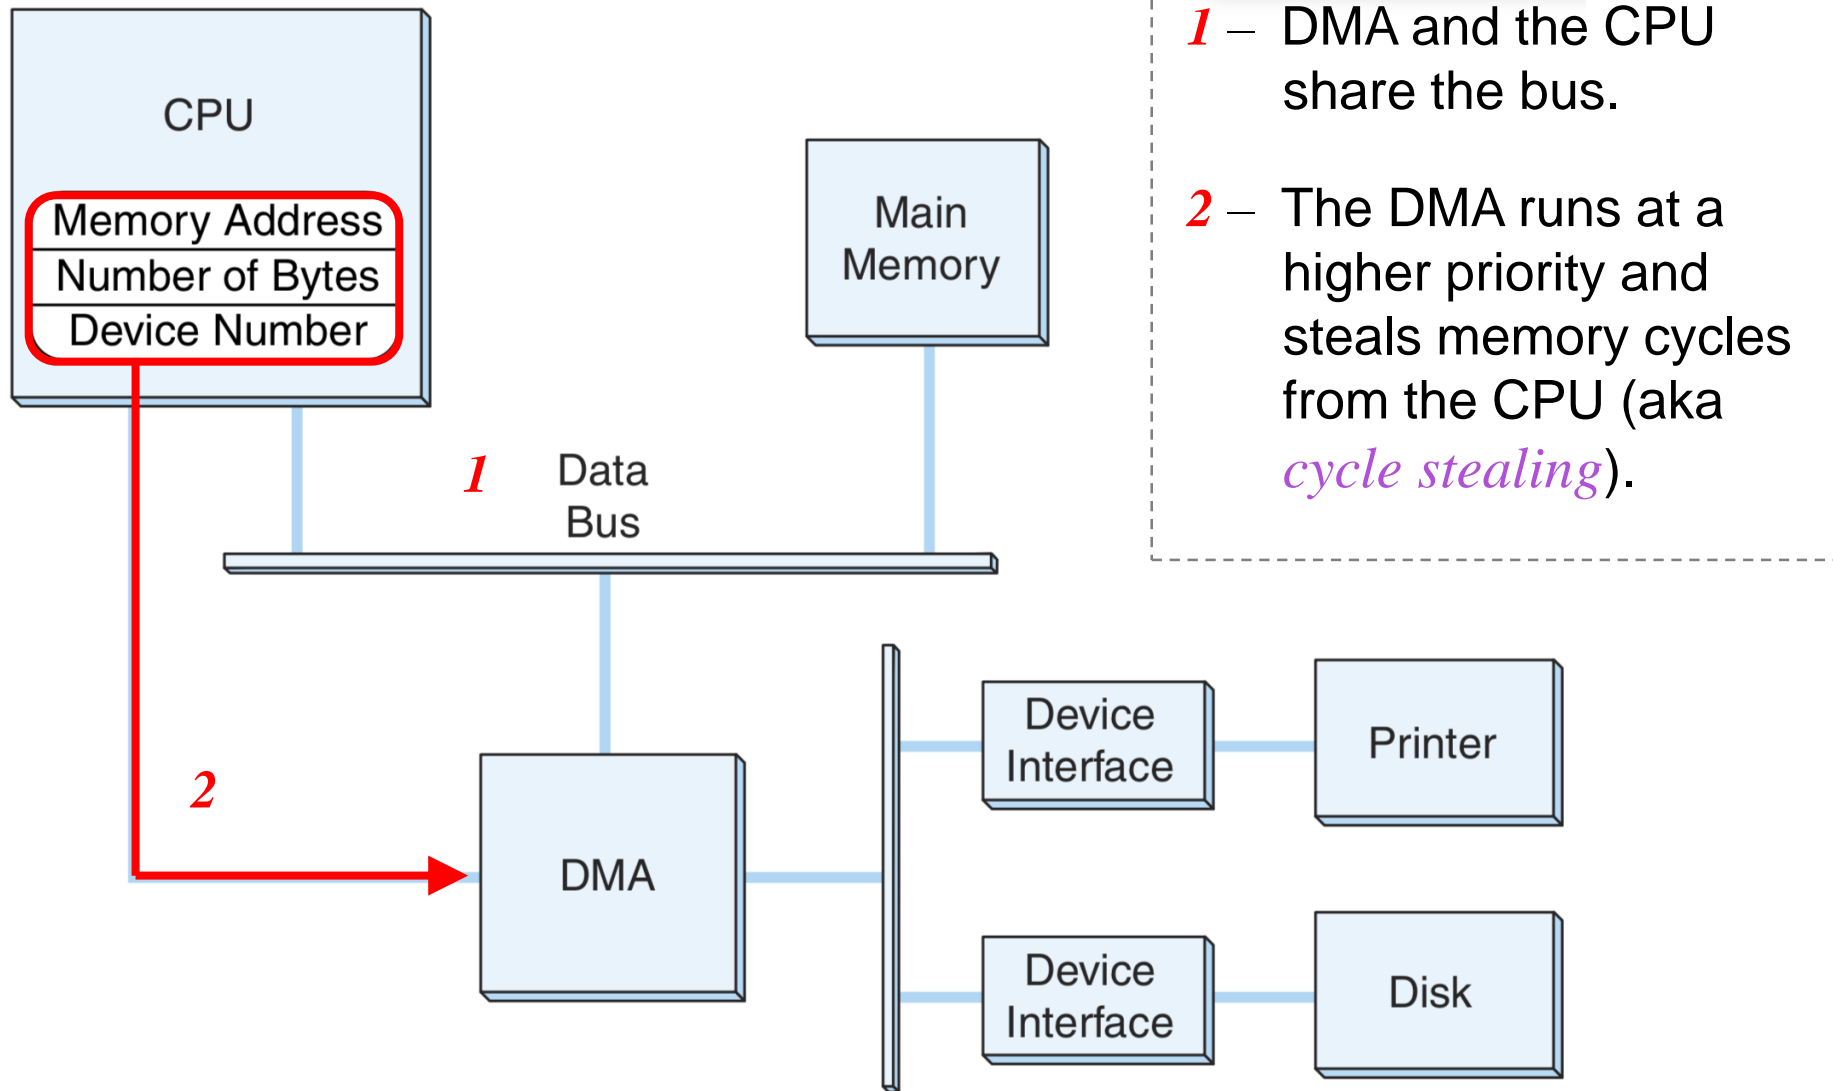 CPU
Memory Address
Number of Bytes
Device Number
Main
Memory
1
Data
Bus
2
DMA
Device
Interface
Printer
Device
Interface
Disk
1 – DMA and the CPU
share the bus.
2 – The DMA runs at a
higher priority and
steals memory cycles
from the CPU (aka
cycle stealing).